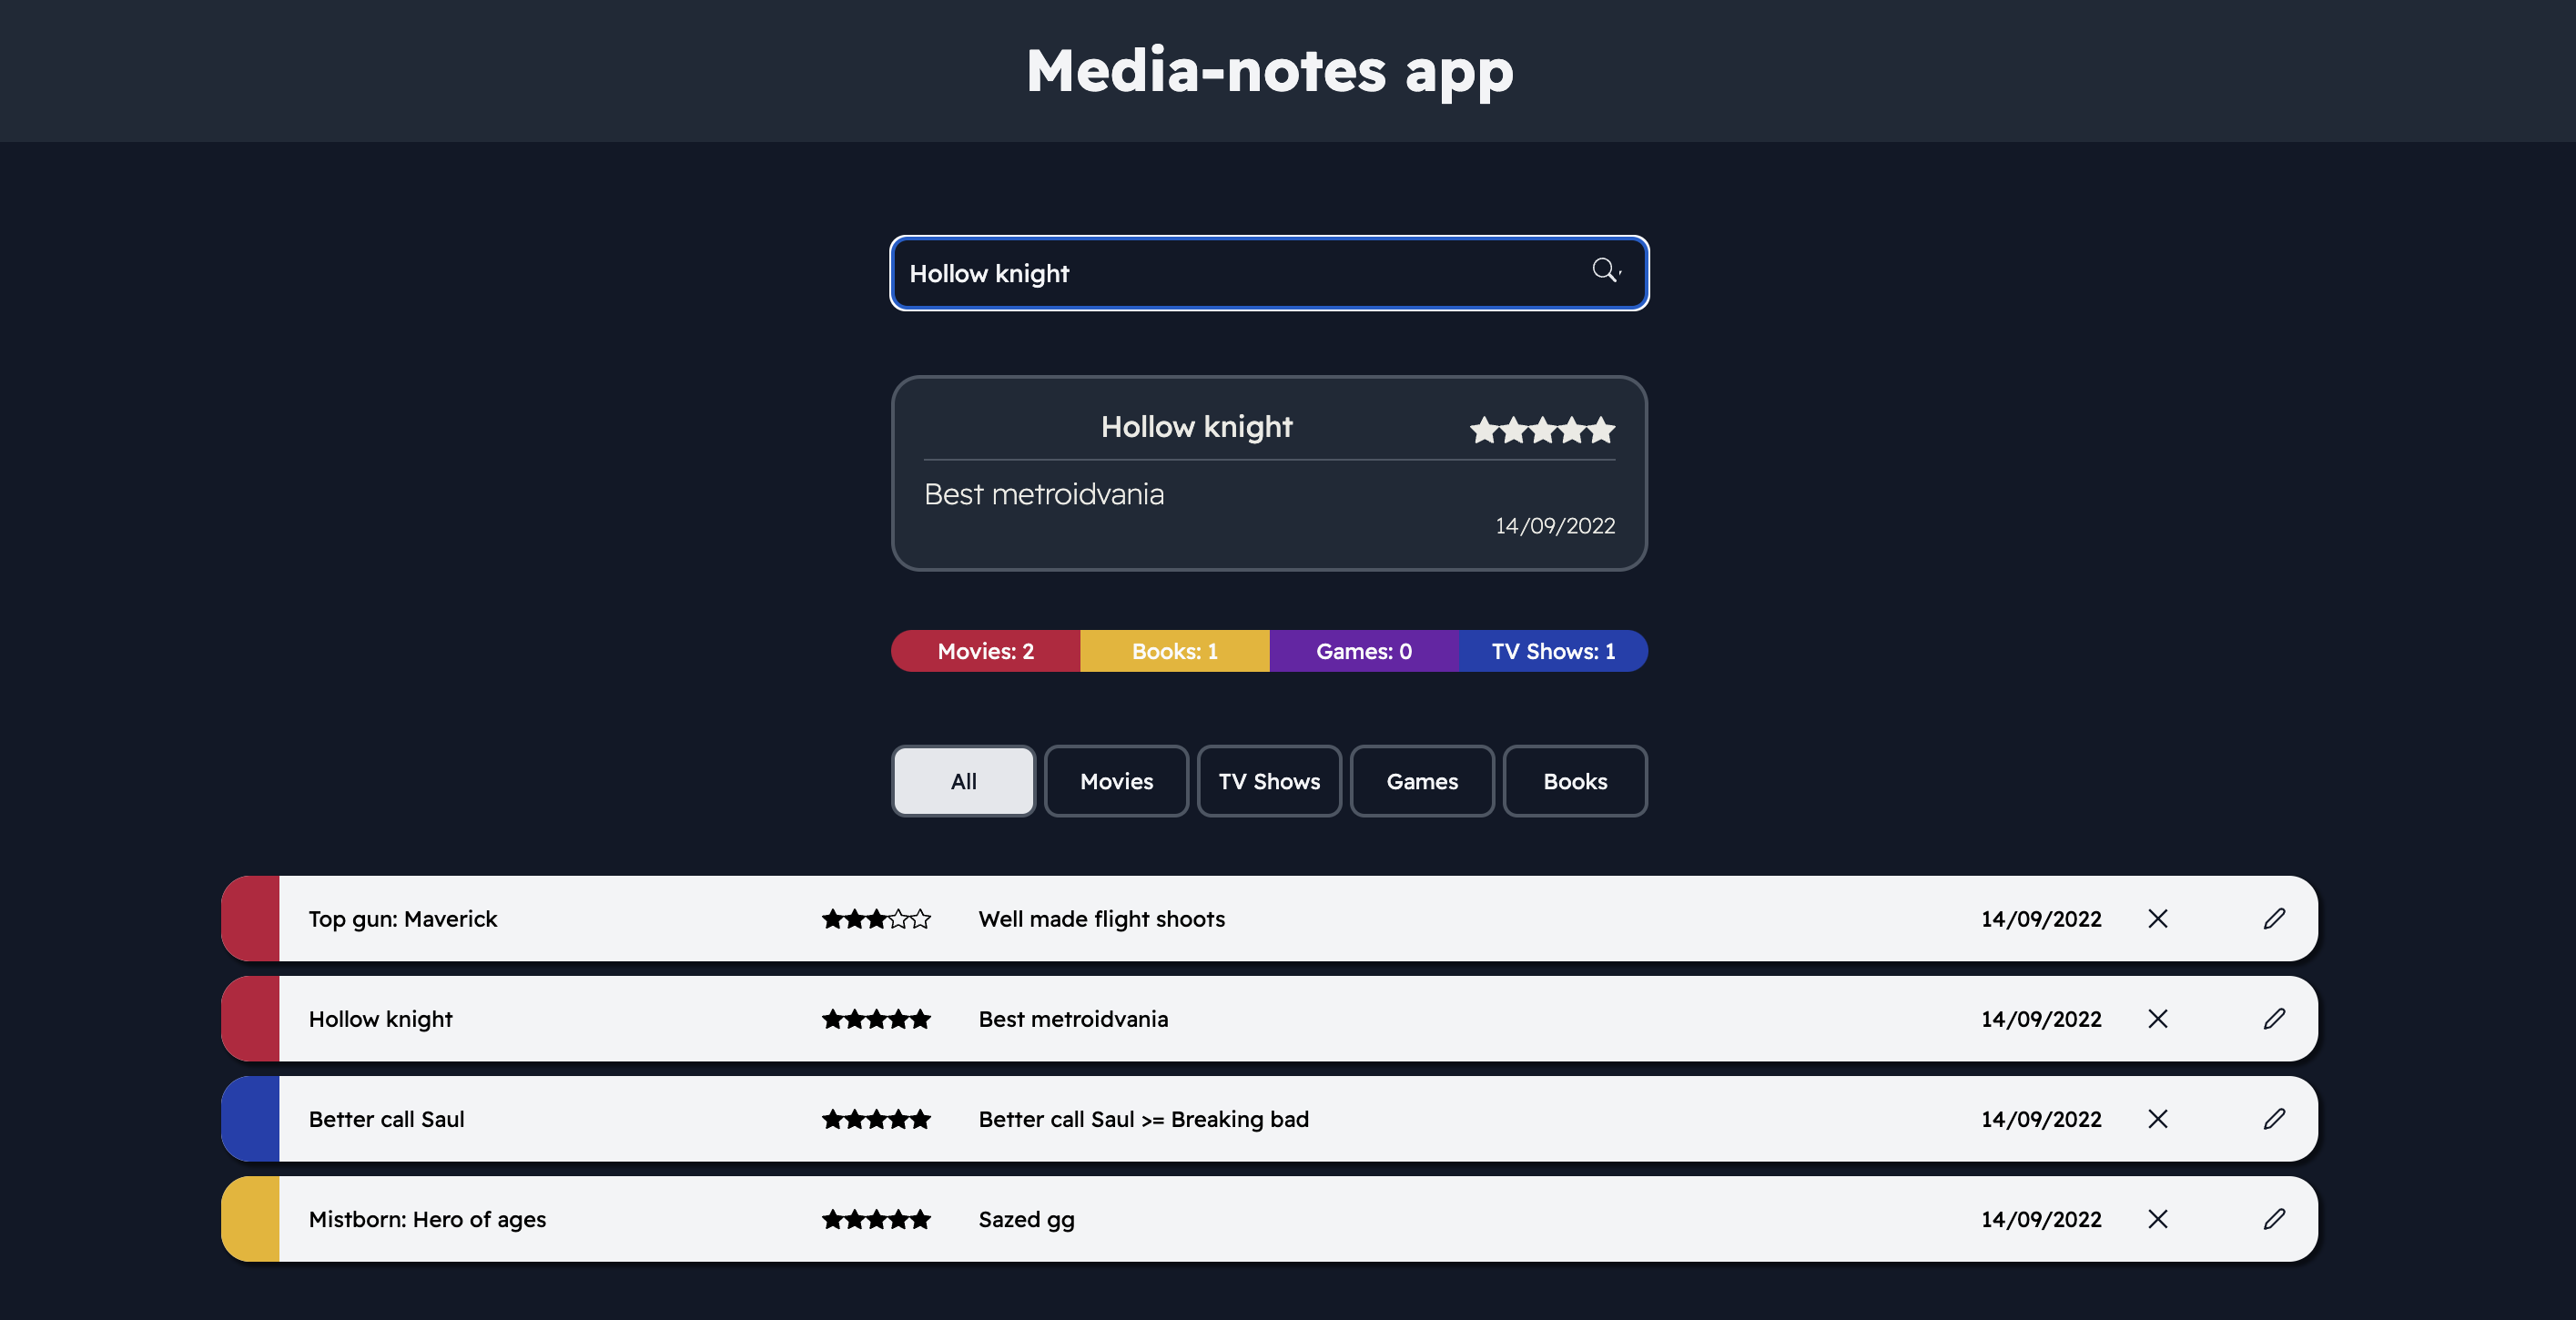 Media-notes app
Hollow knight
Hollow knight
Best metroidvania
14/09/2022
Movies: 2 Books: 1 Games: 0 TV Shows: 1
All Movies TV Shows Games Books
Top gun: Maverick Well made flight shoots 14/09/2022
Hollow knight Best metroidvania 14/09/2022
Better call Saul Better call Saul >= Breaking bad 14/09/2022
Mistborn: Hero of ages Sazed gg 14/09/2022